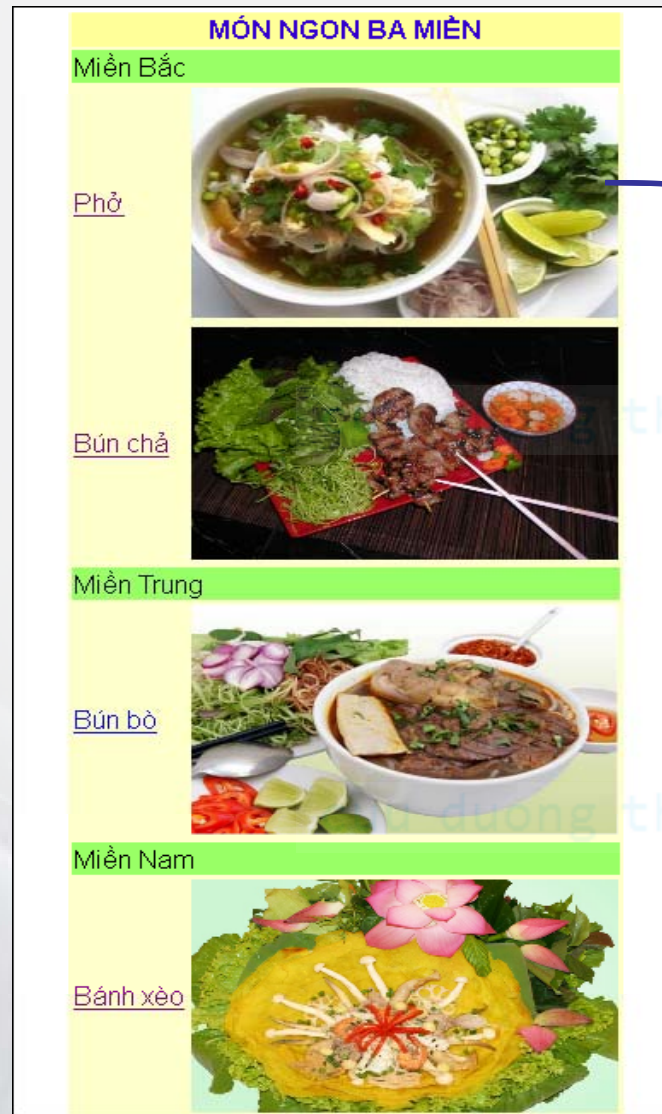 MÓN NGON BA MIỀN
Miền Bắc
Phở
Bún chả
Miền Trung
Bún bò
Miền Nam
Bánh xèo